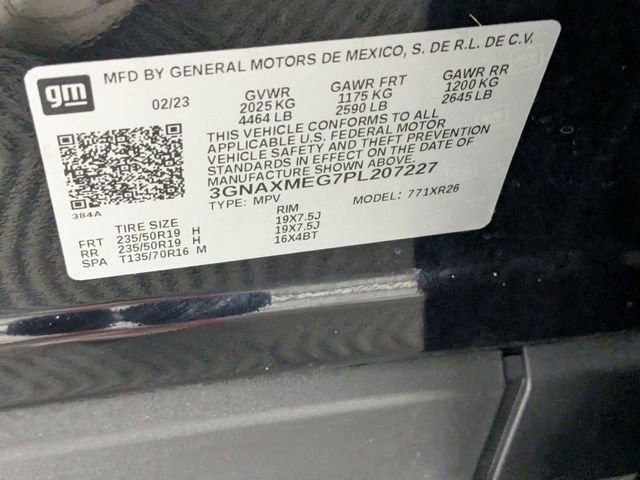 gm
MFD BY GENERAL MOTORS DE MEXICO, S. DE R.L. DE C.V.
02/23 GVWR GAWR FRT GAWR RR
2025 KG 1175 KG 1200 KG
4464 LB 2590 LB 2645 LB
THIS VEHICLE CONFORMS TO ALL
APPLICABLE U.S. FEDERAL MOTOR
VEHICLE SAFETY AND THEFT PREVENTION
STANDARDS IN EFFECT ON THE DATE OF
MANUFACTURE SHOWN ABOVE.
3GNAXMEG7PL207227
TYPE: MPV MODEL: 771XR26
384A
TIRE SIZE RIM
FRT 235/50R19 H 19X7.5J
RR 235/50R19 H 19X7.5J
SPA T135/70R16 M 16X4BT